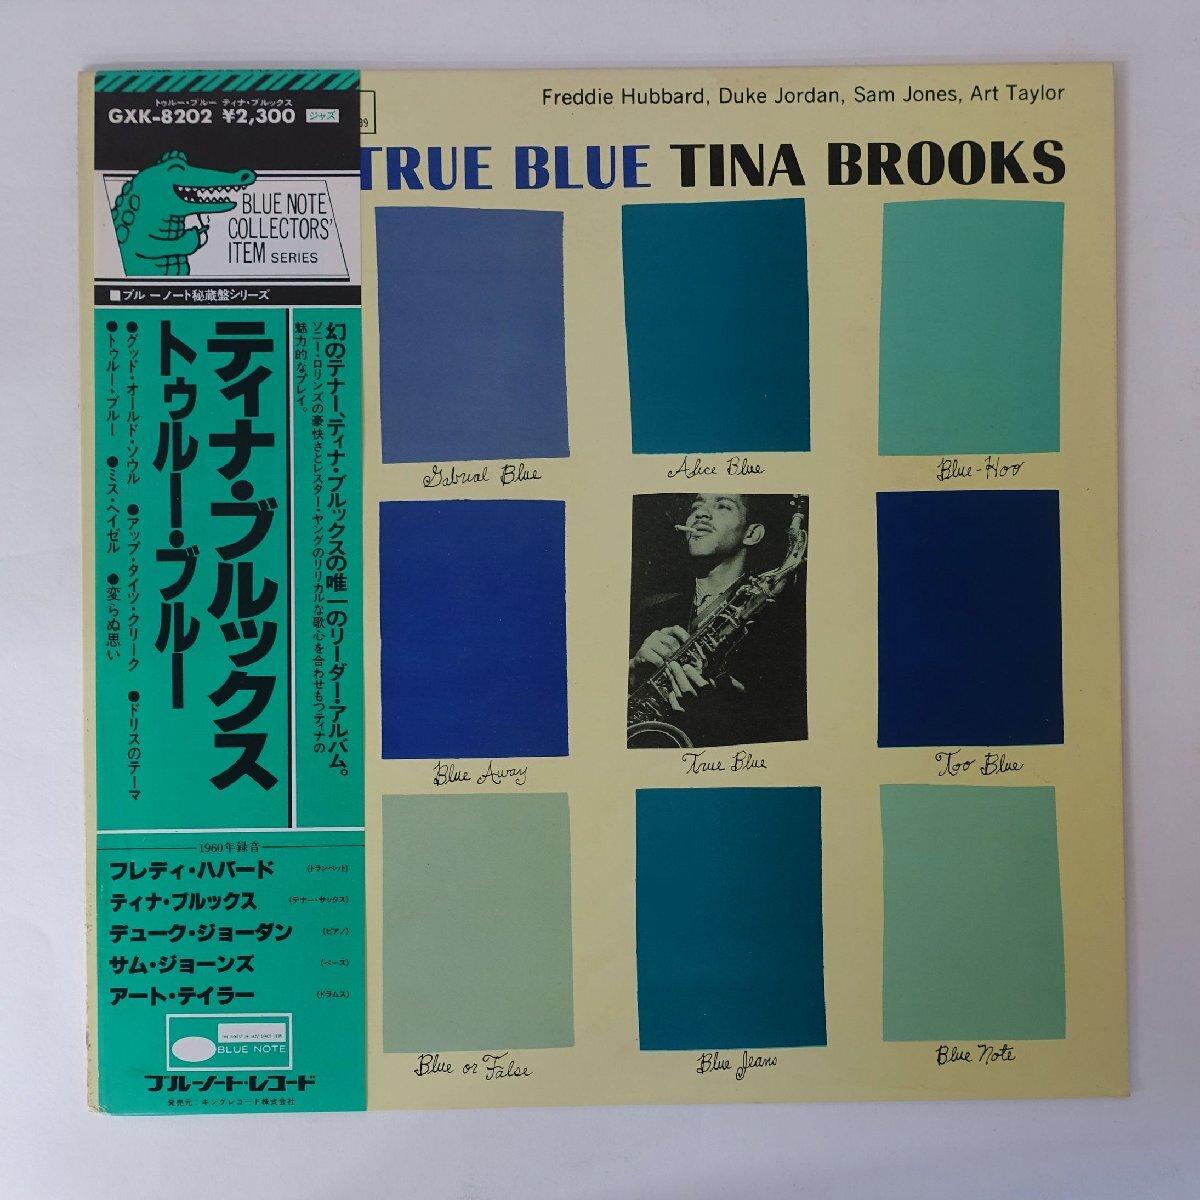 トゥルー・ブルー ティナ・ブルックス
GXK-8202 ¥2,300 ジャズ
BLUE NOTE
COLLECTORS'
ITEM SERIES
■ブルーノート秘蔵盤シリーズ
幻のテナー、ティナ・ブルックスの唯一のリーダー・アルバム。
ソニー・ロリンズの豪快さとレスター・ヤングのリリカルな歌心を合わせもつティナの
魅力的なプレイ。
ティナ・ブルックス
トゥルー・ブルー
●グッド・オールド・ソウル ●アップ・タイツ・クリーク ●ドリスのテーマ
●トゥルー・ブルー ●ミス・ヘイゼル ●変らぬ思い
1960年録音
フレディ・ハバード (トランペット)
ティナ・ブルックス (テナー・サックス)
デューク・ジョーダン (ピアノ)
サム・ジョーンズ (ベース)
アート・テイラー (ドラムス)
THE FINEST IN JAZZ SINCE 1939
BLUE NOTE
ブルーノート・レコード
発売元:キングレコード株式会社
Freddie Hubbard, Duke Jordan, Sam Jones, Art Taylor
39
TRUE BLUE TINA BROOKS
Gabrial Blue
Alice Blue
Blue-Hoo
Blue Away
True Blue
Too Blue
Blue or False
Blue Jeans
Blue Note